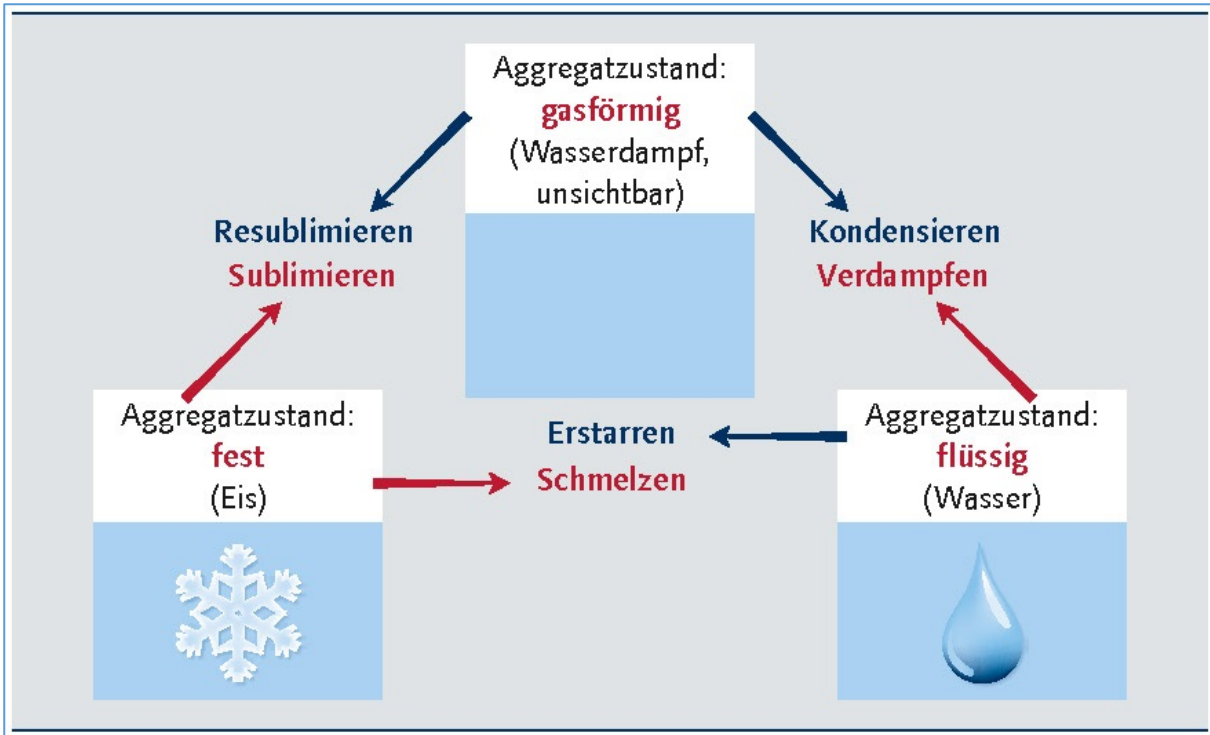 Aggregatzustand:
gasförmig
(Wasserdampf,
unsichtbar)
Resublimieren
Sublimieren
Kondensieren
Verdampfen
Aggregatzustand:
fest
(Eis)
Erstarren
Schmelzen
Aggregatzustand:
flüssig
(Wasser)